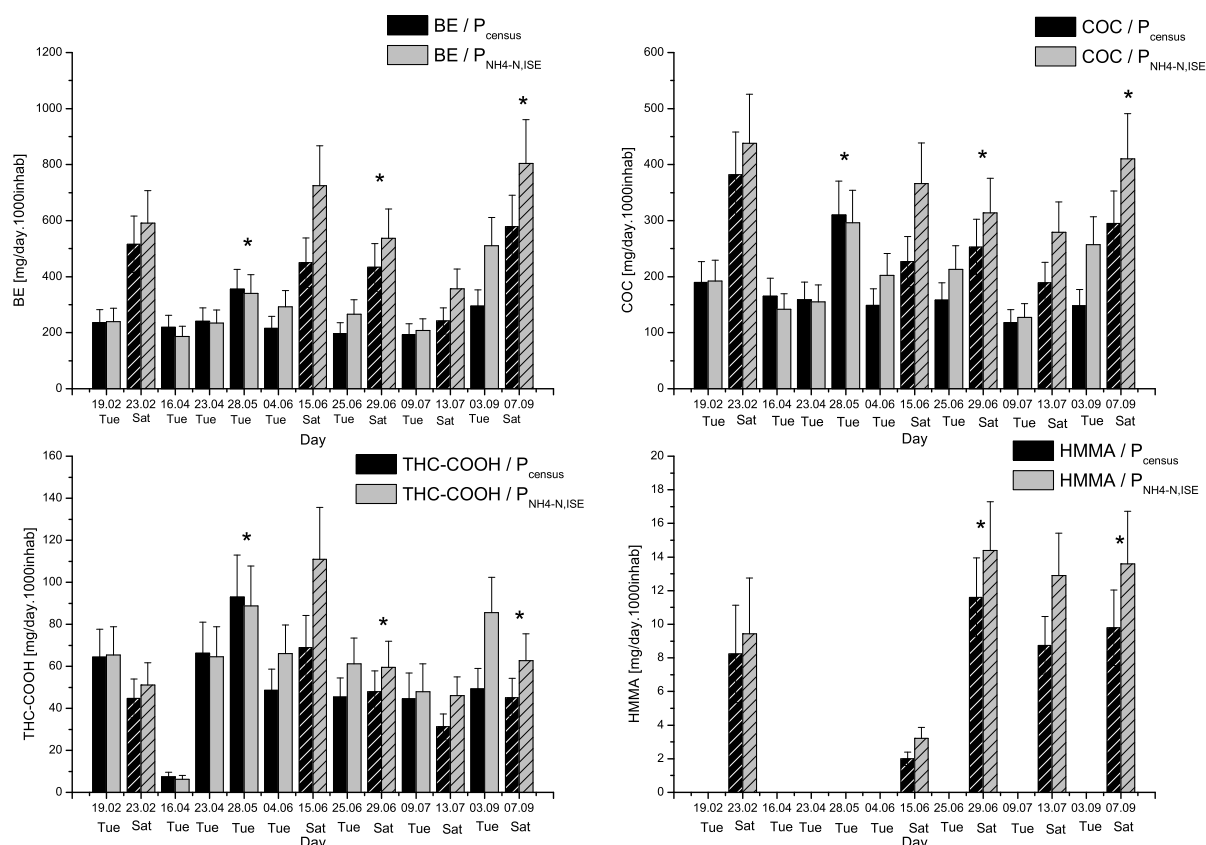 BE / Pcensus
BE / PNH4-N,ISE
1200
1000
800
600
400
200
0
BE [mg/day.1000inhab]
* * *
19.02 23.02 16.04 23.04 28.05 04.06 15.06 25.06 29.06 09.07 13.07 03.09 07.09
Tue Sat Tue Tue Tue Tue Sat Tue Sat Tue Sat Tue Sat
Day
COC / Pcensus
COC / PNH4-N,ISE
600
500
400
300
200
100
0
COC [mg/day.1000inhab]
* * *
19.02 23.02 16.04 23.04 28.05 04.06 15.06 25.06 29.06 09.07 13.07 03.09 07.09
Tue Sat Tue Tue Tue Tue Sat Tue Sat Tue Sat Tue Sat
Day
THC-COOH / Pcensus
THC-COOH / PNH4-N,ISE
160
140
120
100
80
60
40
20
0
THC-COOH [mg/day.1000inhab]
* * *
19.02 23.02 16.04 23.04 28.05 04.06 15.06 25.06 29.06 09.07 13.07 03.09 07.09
Tue Sat Tue Tue Tue Tue Sat Tue Sat Tue Sat Tue Sat
Day
HMMA / Pcensus
HMMA / PNH4-N,ISE
20
18
16
14
12
10
8
6
4
2
0
HMMA [mg/day.1000inhab]
* *
19.02 23.02 16.04 23.04 28.05 04.06 15.06 25.06 29.06 09.07 13.07 03.09 07.09
Tue Sat Tue Tue Tue Tue Sat Tue Sat Tue Sat Tue Sat
Day